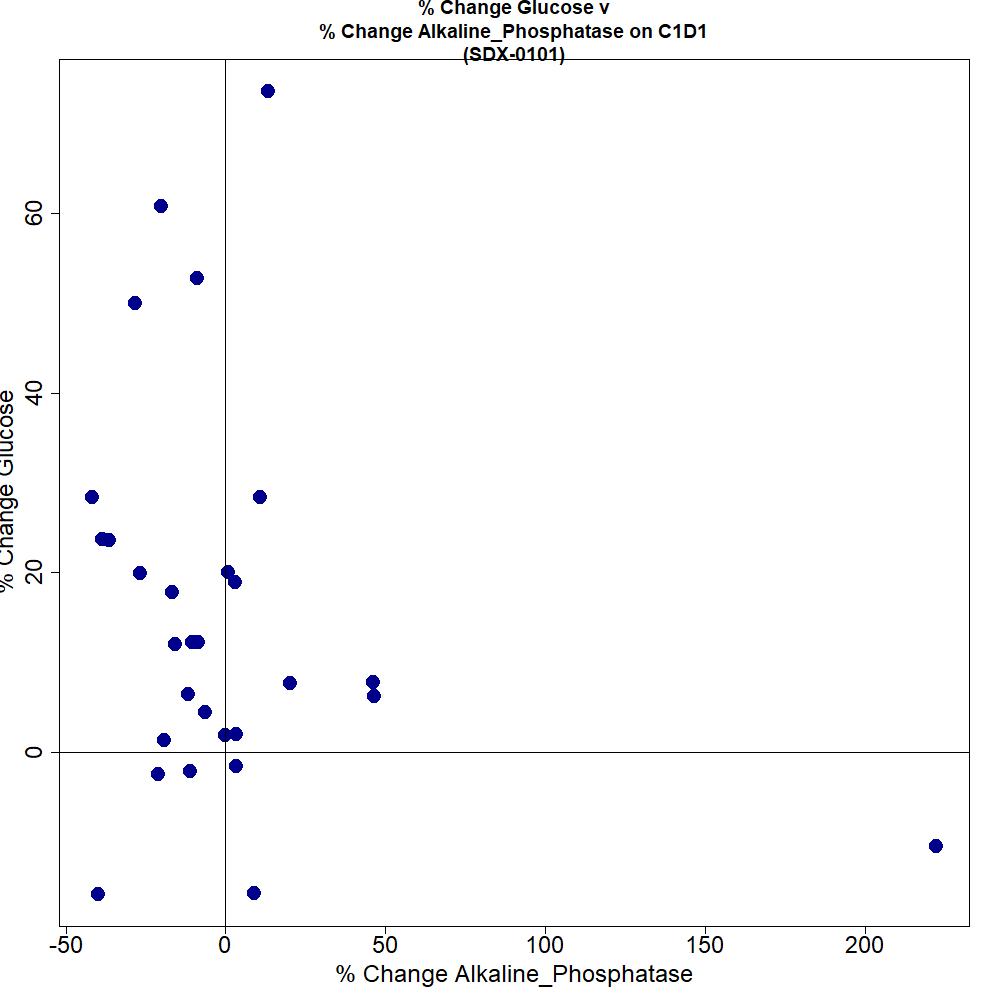 % Change Glucose v
% Change Alkaline_Phosphatase on C1D1
(SDX-0101)
% Change Glucose
60
40
20
0
-50
0
50
100
150
200
% Change Alkaline_Phosphatase